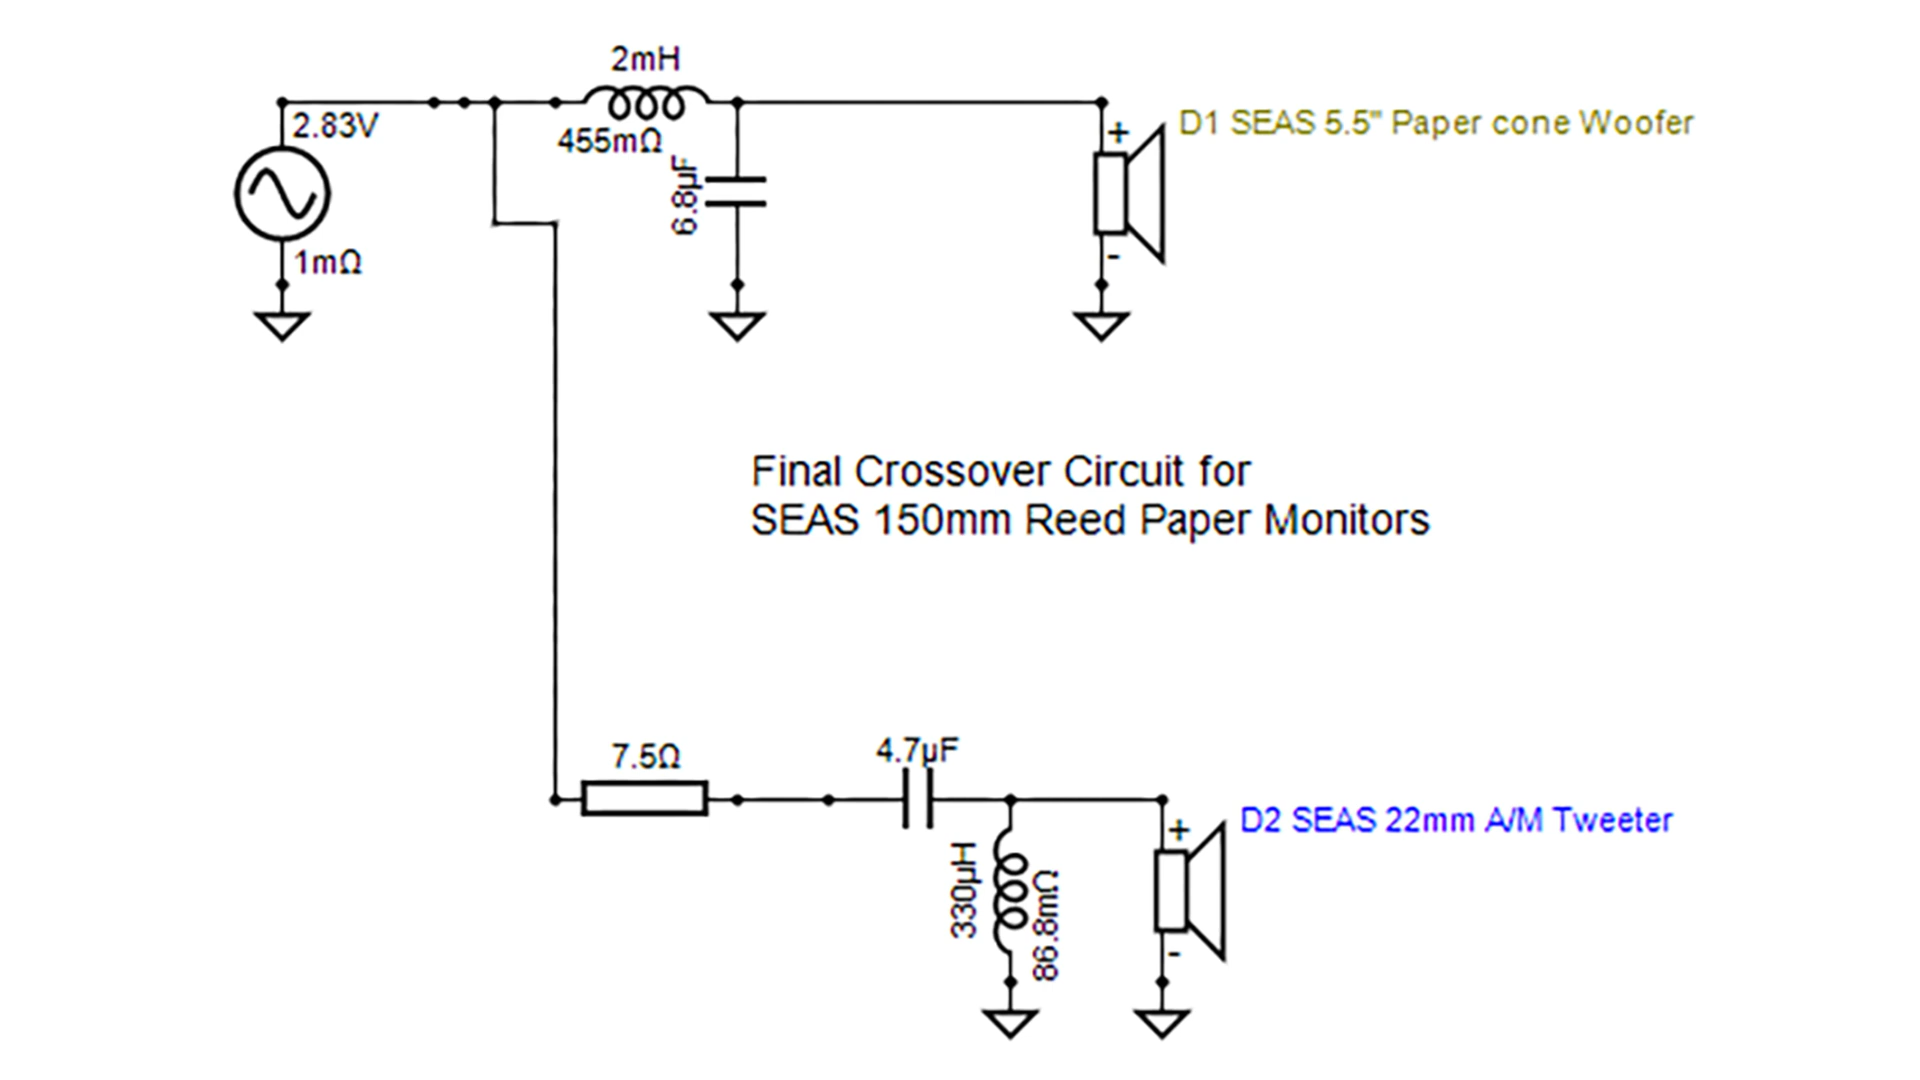 2mH
2.83V
455mΩ
6.8µF
1mΩ
D1 SEAS 5.5" Paper cone Woofer
+
-
Final Crossover Circuit for
SEAS 150mm Reed Paper Monitors
7.5Ω
4.7µF
330µH
86.8mΩ
D2 SEAS 22mm A/M Tweeter
+
-